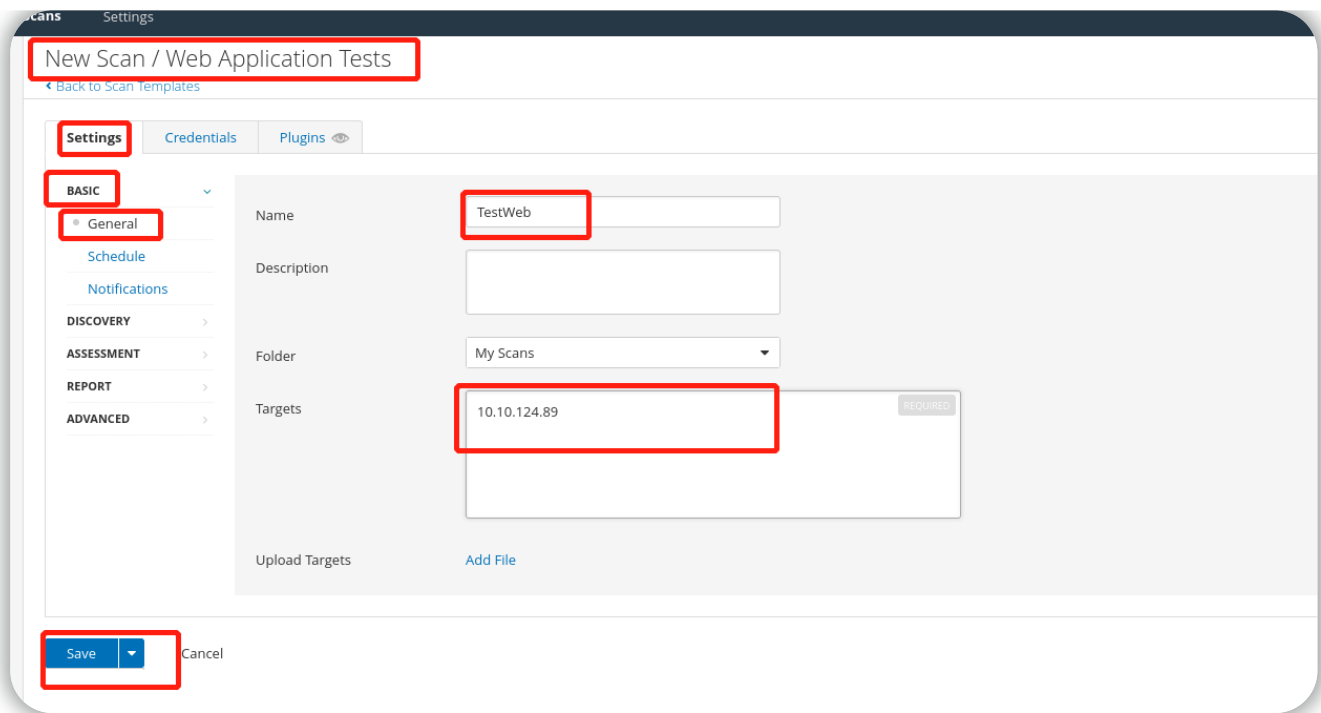 Scans Settings
New Scan / Web Application Tests
Back to Scan Templates
Settings Credentials Plugins
BASIC
General
Schedule
Notifications
DISCOVERY
ASSESSMENT
REPORT
ADVANCED
Name TestWeb
Description
Folder My Scans
Targets 10.10.124.89 REQUIRED
Upload Targets Add File
Save Cancel